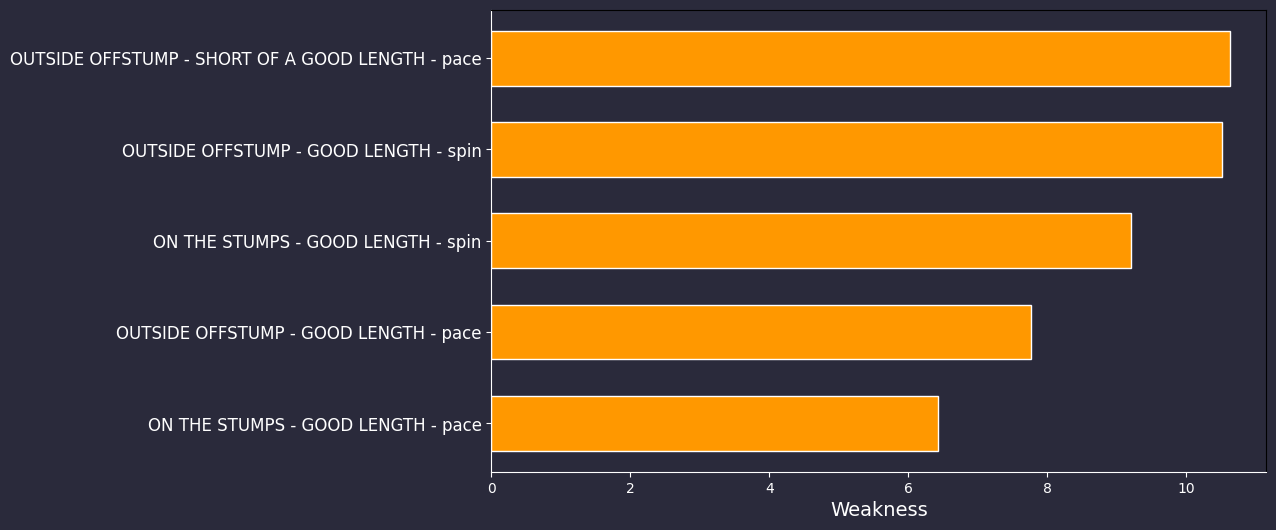 OUTSIDE OFFSTUMP - SHORT OF A GOOD LENGTH - pace
OUTSIDE OFFSTUMP - GOOD LENGTH - spin
ON THE STUMPS - GOOD LENGTH - spin
OUTSIDE OFFSTUMP - GOOD LENGTH - pace
ON THE STUMPS - GOOD LENGTH - pace
0 2 4 6 8 10
Weakness